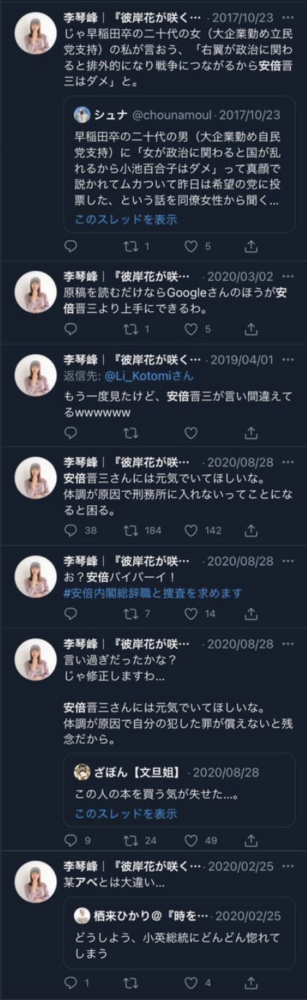 李琴峰｜『彼岸花が咲く… · 2017/10/23 …
じゃ早稲田卒の二十代の女（大企業勤め立民
党支持）の私が言おう、「右翼が政治に関わ
ると排外的になり戦争につながるから安倍晋
三はダメ」と。
シュナ @chounamoul · 2017/10/23
早稲田卒の二十代の男（大企業勤め自民
党支持）に「女が政治に関わると国が乱
れるから小池百合子はダメ」って真顔で
説かれてムカついて昨日は希望の党に投
票した、という話を同僚女性から聞く...
このスレッドを表示
1 5
李琴峰｜『彼岸花が咲… · 2020/03/02 …
原稿を読むだけならGoogleさんのほうが安
倍晋三より上手にできるわ。
1 5
李琴峰｜『彼岸花が咲く… · 2019/04/01 …
返信先: @Li_Kotomiさん
もう一度見たけど、安倍晋三が言い間違えて
るwwwwww
李琴峰｜『彼岸花が咲… · 2020/08/28 …
安倍晋三さんには元気でいてほしいな。
体調が原因で刑務所に入れないってことにな
ると困る。
38 184 142
李琴峰｜『彼岸花が咲… · 2020/08/28 …
お？安倍バイバーイ！
#安倍内閣総辞職と捜査を求めます
7 14
李琴峰｜『彼岸花が咲… · 2020/08/28 …
言い過ぎだったかな？
じゃ修正しますわ...
安倍晋三さんには元気でいてほしいな。
体調が原因で自分の犯した罪が償えないと残
念だから。
ざぼん【文旦姐】 · 2020/08/28
この人の本を買う気が失せた...。
このスレッドを表示
9 24 49
李琴峰｜『彼岸花が咲く… · 2020/02/25 …
某アベとは大違い...
栖来ひかり@『時を… · 2020/02/25
どうしよう、小英総統にどんどん惚れて
しまう
1 4